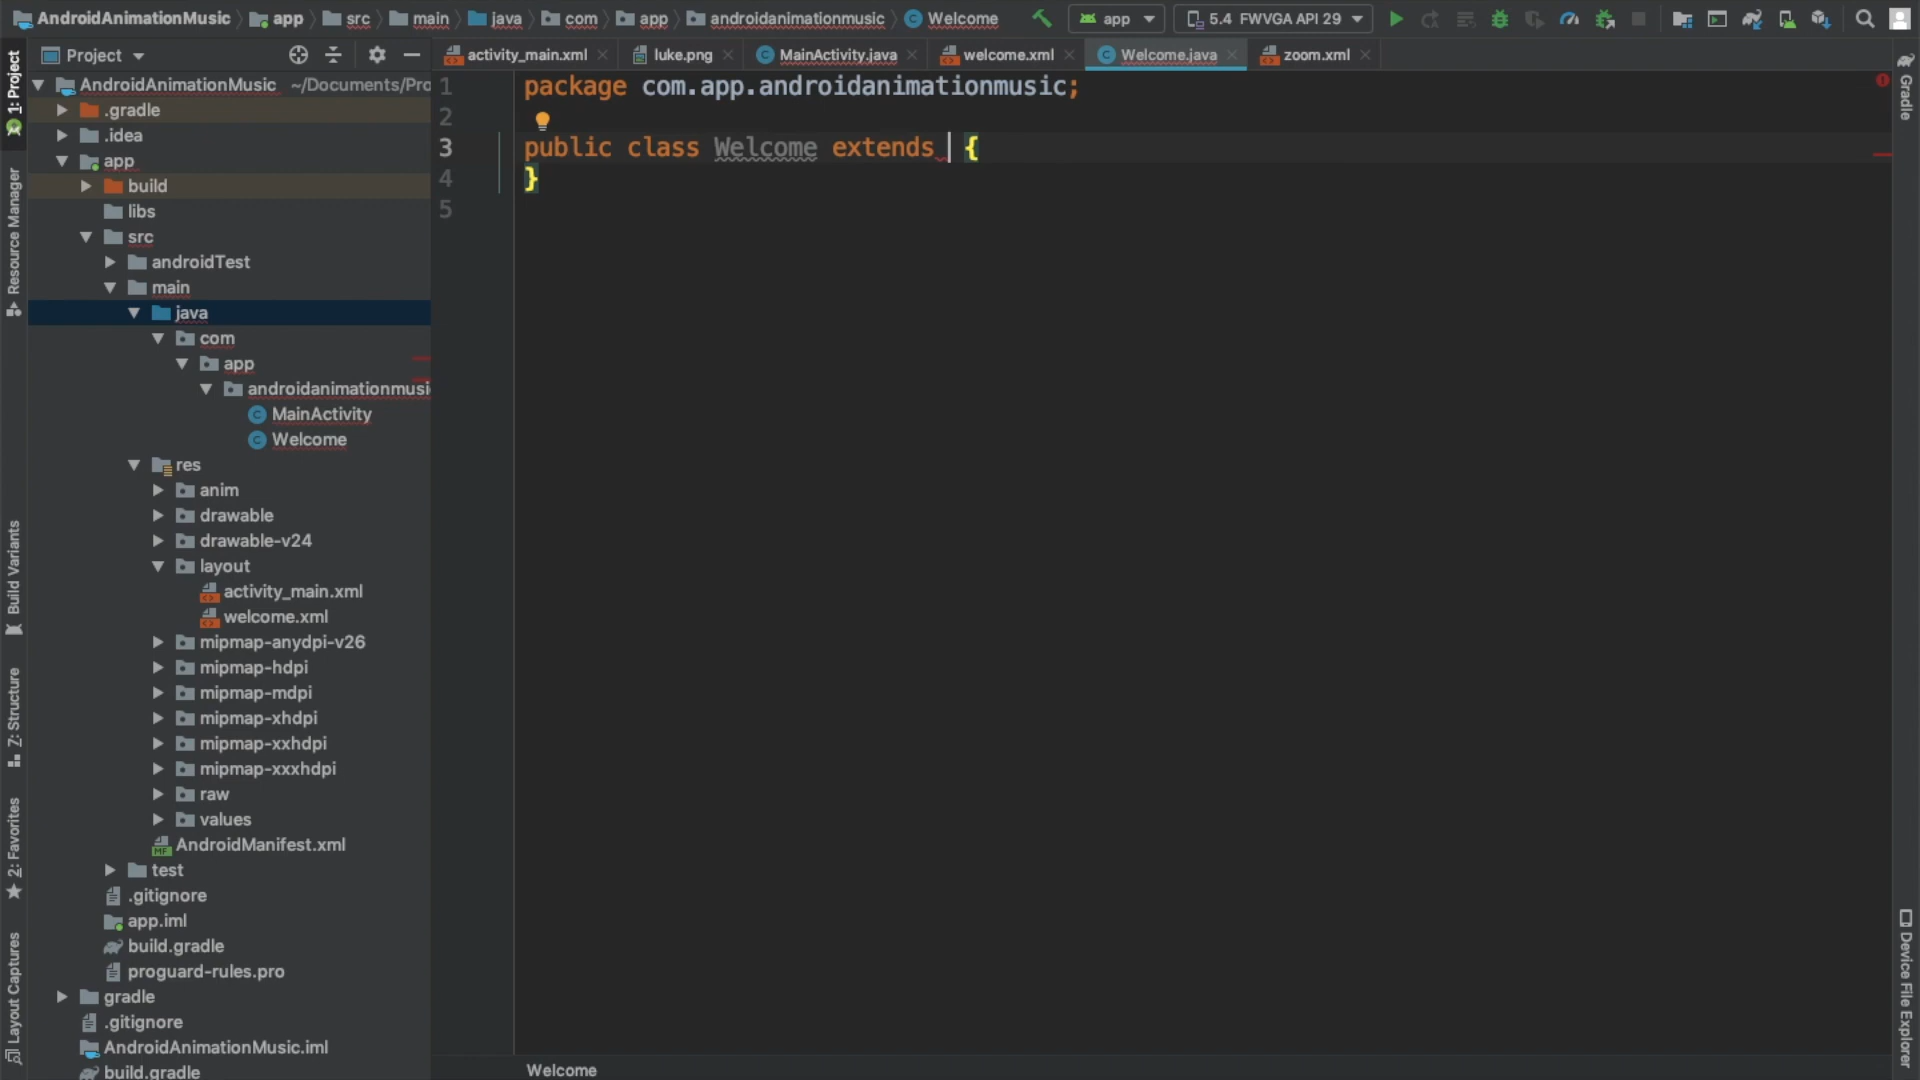 AndroidAnimationMusic app src main java com app androidanimationmusic Welcome app 5.4 FWVGA API 29
Project
activity_main.xml luke.png MainActivity.java welcome.xml Welcome.java zoom.xml
1: Project
Resource Manager
Build Variants
Z: Structure
2: Favorites
Layout Captures
AndroidAnimationMusic ~/Documents/Pro
.gradle
.idea
app
build
libs
src
androidTest
main
java
com
app
androidanimationmusi
MainActivity
Welcome
res
anim
drawable
drawable-v24
layout
activity_main.xml
welcome.xml
mipmap-anydpi-v26
mipmap-hdpi
mipmap-mdpi
mipmap-xhdpi
mipmap-xxhdpi
mipmap-xxxhdpi
raw
values
AndroidManifest.xml
test
.gitignore
app.iml
build.gradle
proguard-rules.pro
gradle
.gitignore
AndroidAnimationMusic.iml
build.gradle
1 package com.app.androidanimationmusic;
2
3 public class Welcome extends {
4 }
5
Welcome
Gradle
Device File Explorer